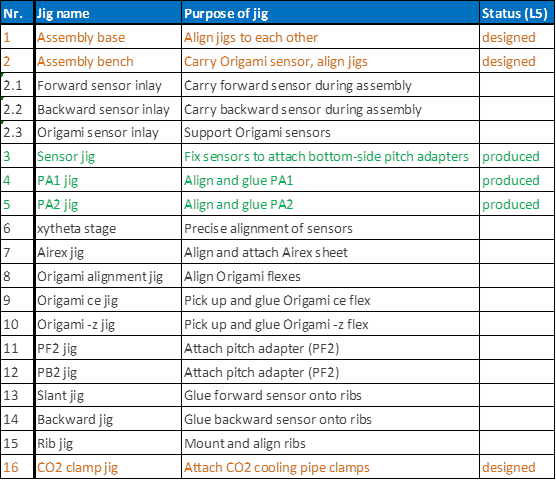 Nr. Jig name Purpose of jig Status (L5)
1 Assembly base Align jigs to each other designed
2 Assembly bench Carry Origami sensor, align jigs designed
2.1 Forward sensor inlay Carry forward sensor during assembly
2.2 Backward sensor inlay Carry backward sensor during assembly
2.3 Origami sensor inlay Support Origami sensors
3 Sensor jig Fix sensors to attach bottom-side pitch adapters produced
4 PA1 jig Align and glue PA1 produced
5 PA2 jig Align and glue PA2 produced
6 xytheta stage Precise alignment of sensors
7 Airex jig Align and attach Airex sheet
8 Origami alignment jig Align Origami flexes
9 Origami ce jig Pick up and glue Origami ce flex
10 Origami -z jig Pick up and glue Origami -z flex
11 PF2 jig Attach pitch adapter (PF2)
12 PB2 jig Attach pitch adapter (PF2)
13 Slant jig Glue forward sensor onto ribs
14 Backward jig Glue backward sensor onto ribs
15 Rib jig Mount and align ribs
16 CO2 clamp jig Attach CO2 cooling pipe clamps designed